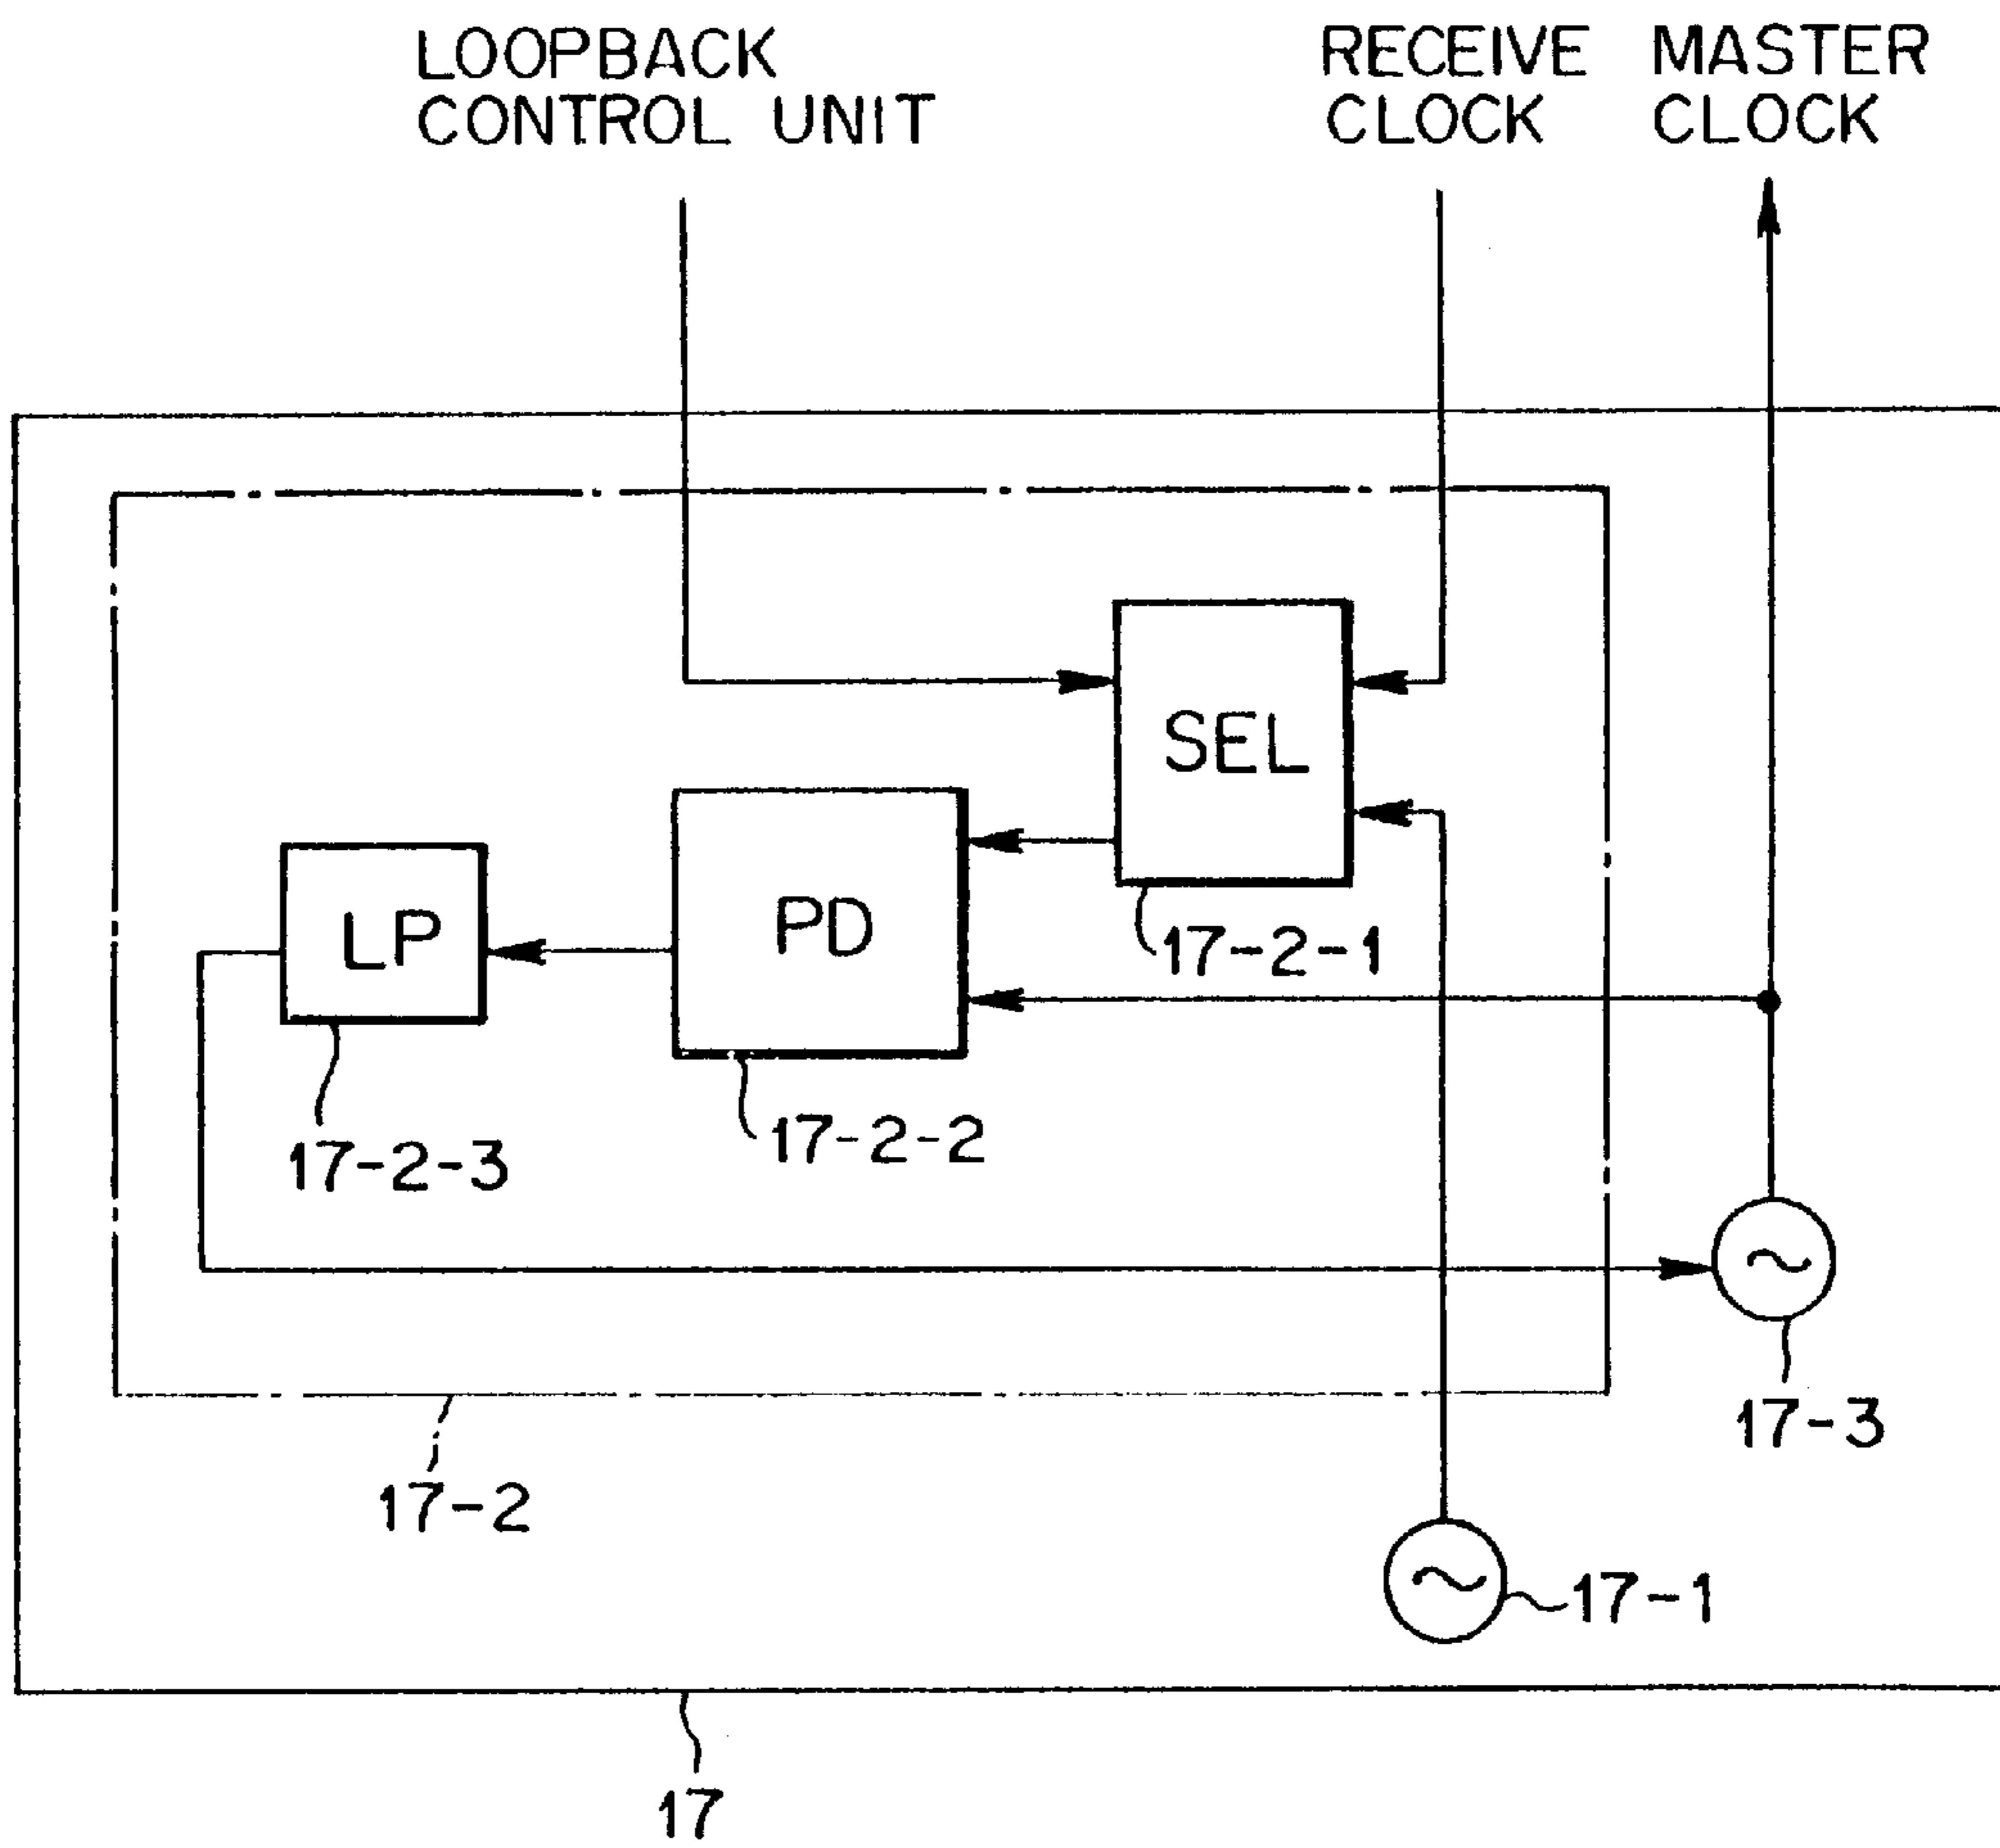 LOOPBACK
CONTROL UNIT
RECEIVE
CLOCK
MASTER
CLOCK
SEL
17-2-1
PD
17-2-2
LP
17-2-3
17-3
17-2
17-1
17